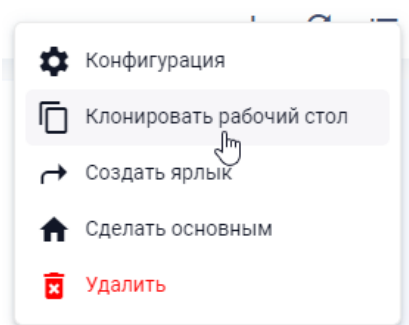 Конфигурация
Клонировать рабочий стол
Создать ярлык
Сделать основным
Удалить